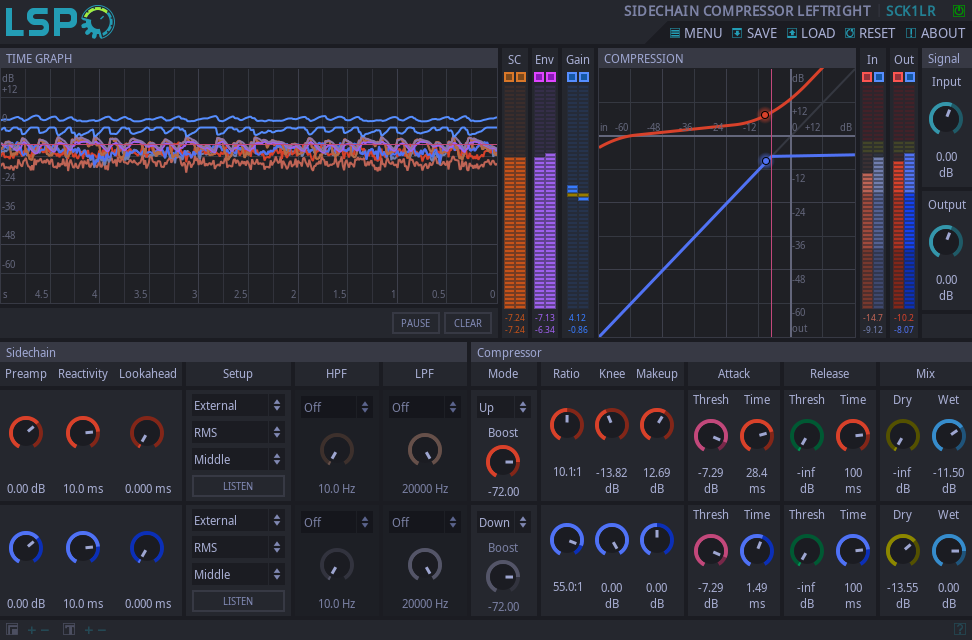 LSP
SIDECHAIN COMPRESSOR LEFTRIGHT SCK1LR
MENU SAVE LOAD RESET ABOUT
TIME GRAPH
dB
+12
0
-24
-36
-48
-60
s 4.5 4 3.5 3 2.5 2 1.5 1 0.5 0
PAUSE CLEAR
SC Env Gain
-7.24 -7.13 4.12
-7.24 -6.34 -0.86
COMPRESSION
dB
+12
in -60 -48 -36 -24 -12 0 +12 dB
-12
-24
-36
-48
-60
out
In Out
-14.7 -10.2
-9.12 -8.07
Signal
Input
0.00
dB
Output
0.00
dB
Sidechain
Preamp Reactivity Lookahead Setup HPF LPF
External Off Off
RMS
Middle
LISTEN
0.00 dB 10.0 ms 0.000 ms 10.0 Hz 20000 Hz
External Off Off
RMS
Middle
LISTEN
0.00 dB 10.0 ms 0.000 ms 10.0 Hz 20000 Hz
Compressor
Mode Ratio Knee Makeup Attack Release Mix
Up Thresh Time Thresh Time Dry Wet
Boost
-72.00
10.1:1 -13.82 dB 12.69 dB -7.29 dB 28.4 ms -inf dB 100 ms -inf dB -11.50 dB
Down Thresh Time Thresh Time Dry Wet
Boost
-72.00
55.0:1 0.00 dB 0.00 dB -7.29 dB 1.49 ms -inf dB 100 ms -13.55 dB 0.00 dB